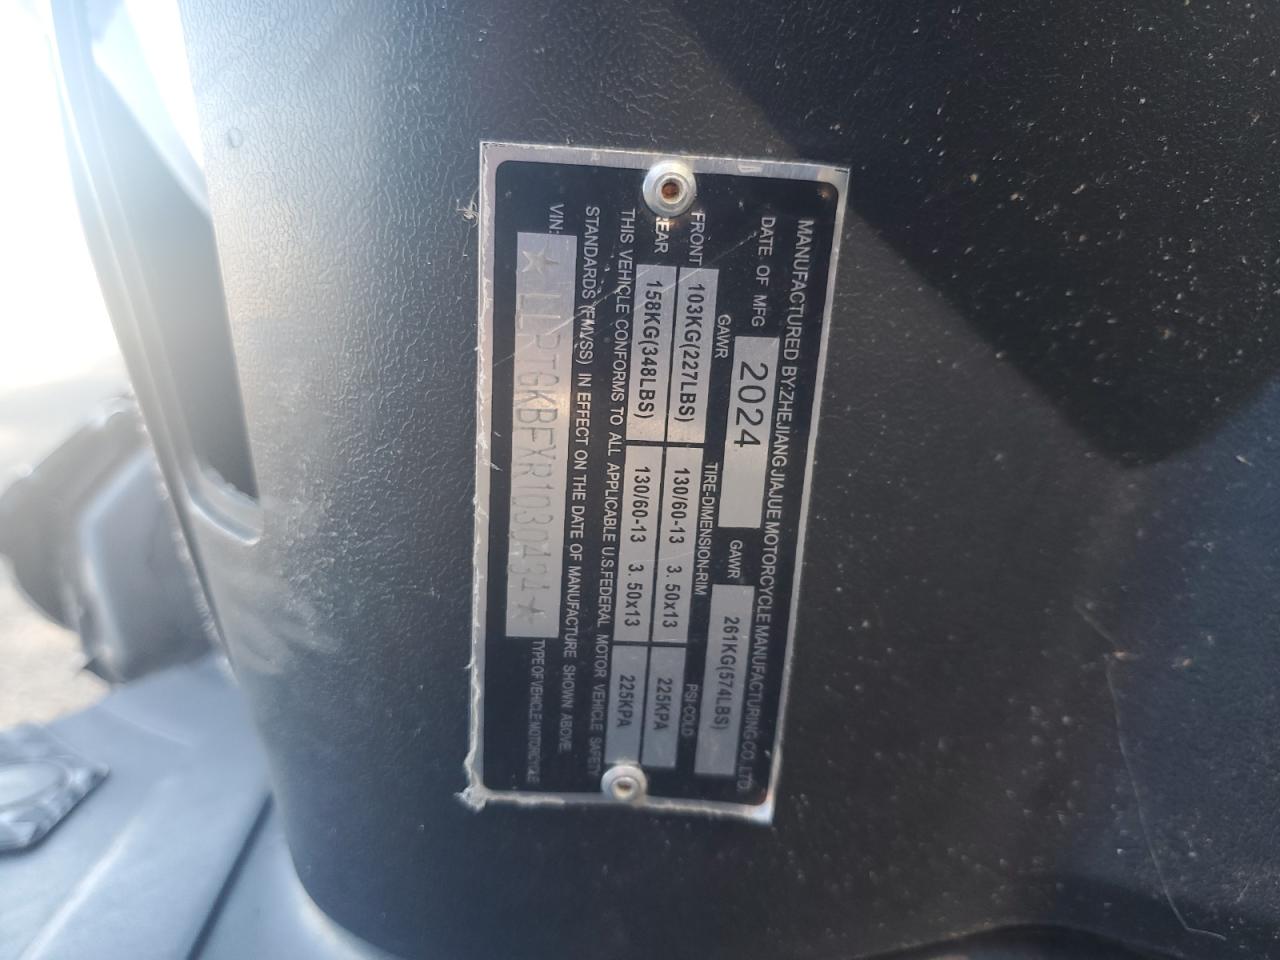 MANUFACTURED BY:ZHEJIANG JIAJUE MOTORCYCLE MANUFACTURING CO.,LTD.
DATE OF MFG 2024 GAWR 261KG(574LBS)
GAWR TIRE-DIMENSION-RIM PSI-COLD
FRONT 103KG(227LBS) 130/60-13 3.50x13 225KPA
REAR 158KG(348LBS) 130/60-13 3.50x13 225KPA
THIS VEHICLE CONFORMS TO ALL APPLICABLE U.S.FEDERAL MOTOR VEHICLE SAFETY
STANDARDS (FMVSS) IN EFFECT ON THE DATE OF MANUFACTURE SHOWN ABOVE.
VIN: TYPE OF VEHICLE:MOTORCYCLE